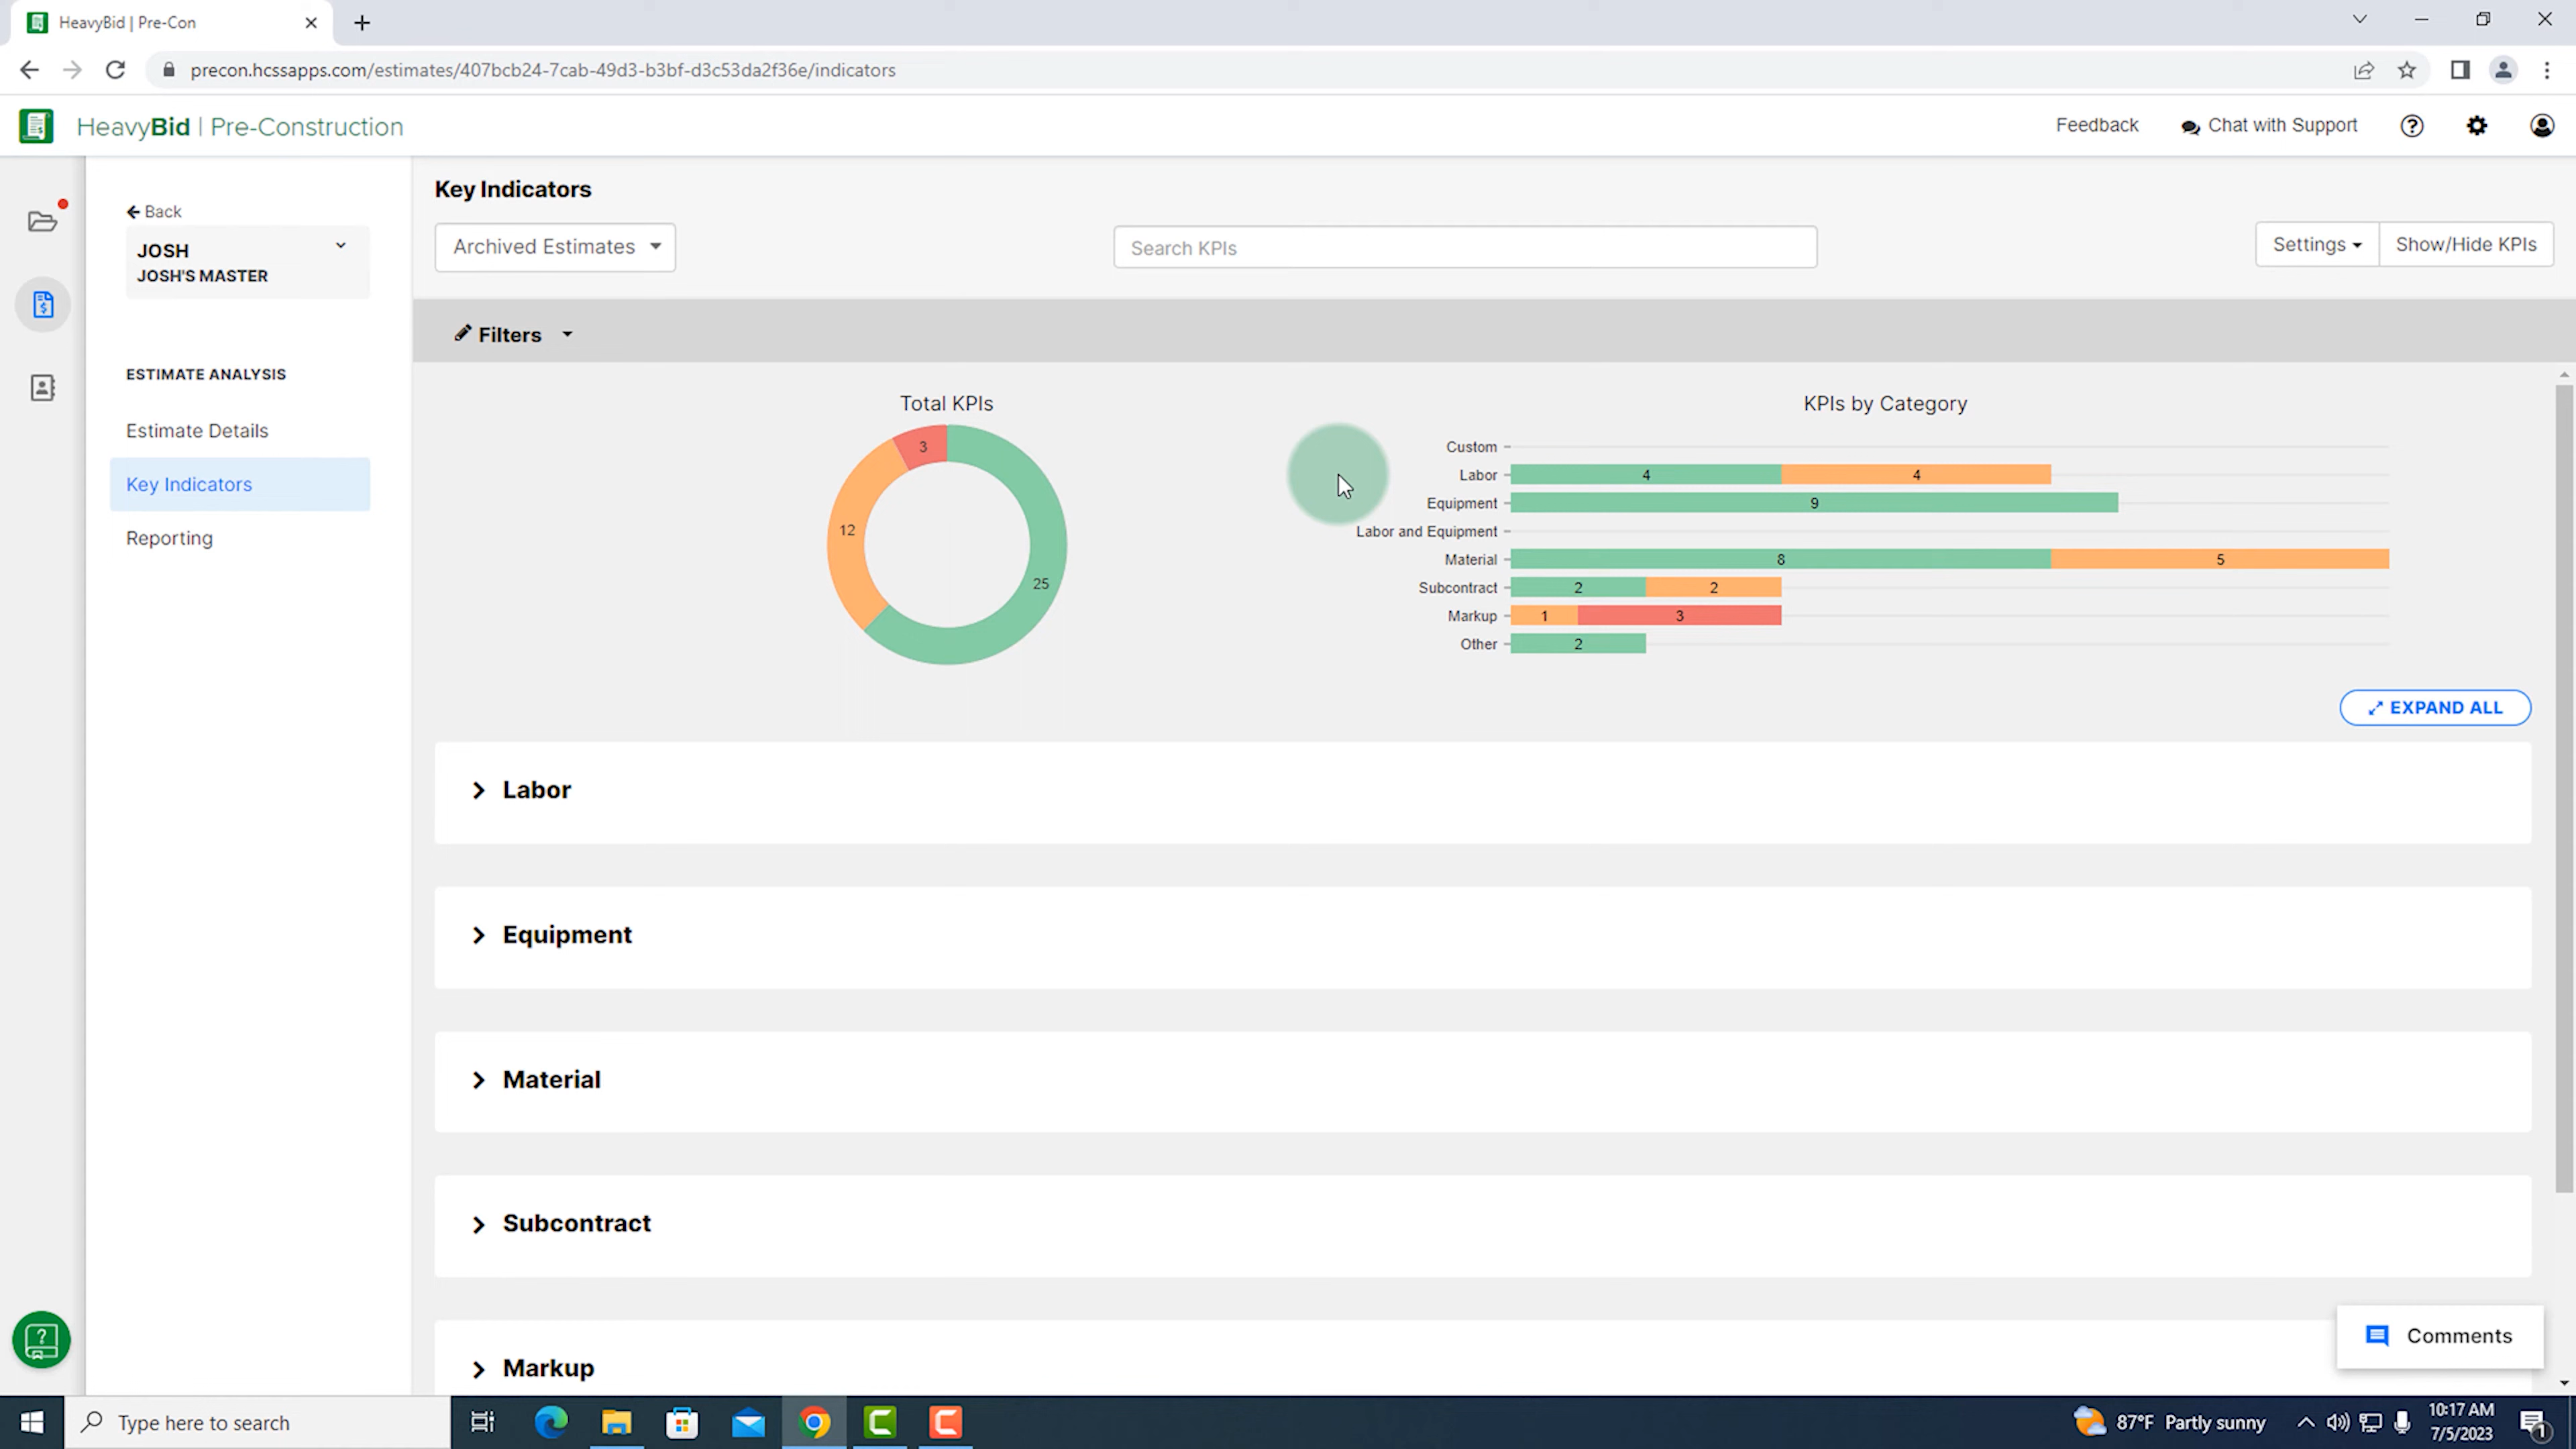 HeavyBid | Pre-Con
precon.hcssapps.com/estimates/407bcb24-7cab-49d3-b3bf-d3c53da2f36e/indicators
HeavyBid | Pre-Construction
Feedback
Chat with Support
Back
JOSH
JOSH'S MASTER
ESTIMATE ANALYSIS
Estimate Details
Key Indicators
Reporting
Key Indicators
Archived Estimates
Search KPIs
Settings
Show/Hide KPIs
Filters
Total KPIs
3
12
25
KPIs by Category
Custom
Labor 4 4
Equipment 9
Labor and Equipment
Material 8 5
Subcontract 2 2
Markup 1 3
Other 2
EXPAND ALL
Labor
Equipment
Material
Subcontract
Markup
Comments
Type here to search
87°F Partly sunny
10:17 AM
7/5/2023
1